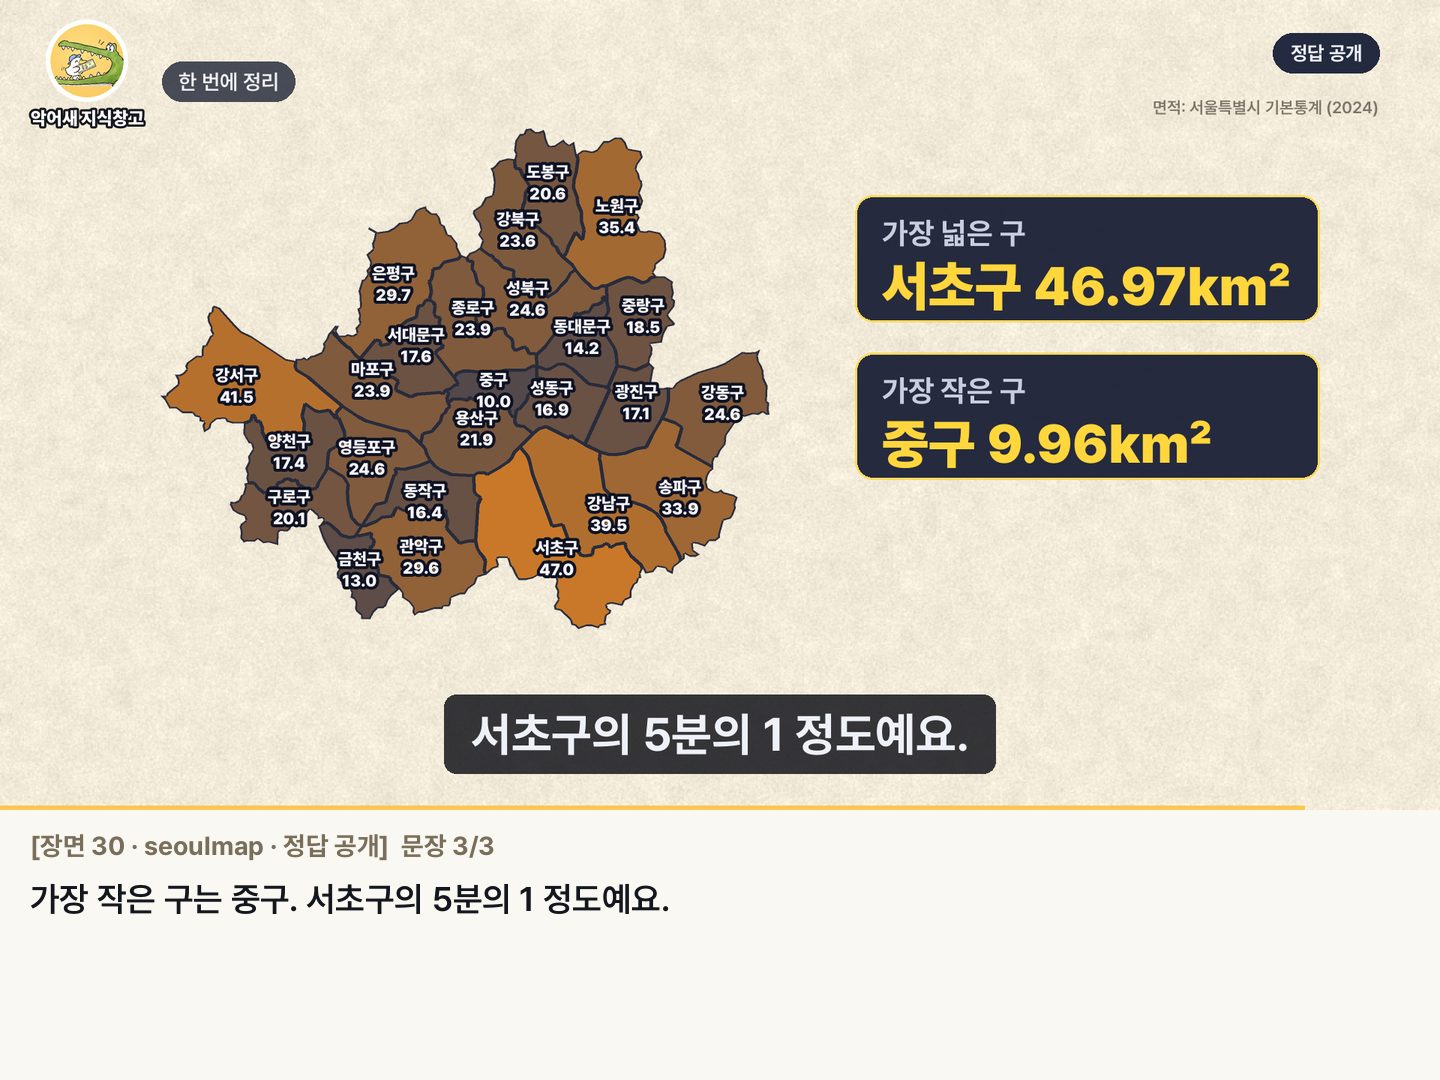 악어새 지식창고
한 번에 정리
정답 공개
면적: 서울특별시 기본통계 (2024)
도봉구
20.6
노원구
35.4
강북구
23.6
은평구
29.7
성북구
24.6
종로구
23.9
중랑구
18.5
동대문구
14.2
서대문구
17.6
강서구
41.5
마포구
23.9
중구
10.0
성동구
16.9
광진구
17.1
강동구
24.6
용산구
21.9
양천구
17.4
영등포구
24.6
구로구
20.1
동작구
16.4
강남구
39.5
송파구
33.9
금천구
13.0
관악구
29.6
서초구
47.0
가장 넓은 구
서초구 46.97km²
가장 작은 구
중구 9.96km²
서초구의 5분의 1 정도예요.
[장면 30 · seoulmap · 정답 공개] 문장 3/3
가장 작은 구는 중구. 서초구의 5분의 1 정도예요.